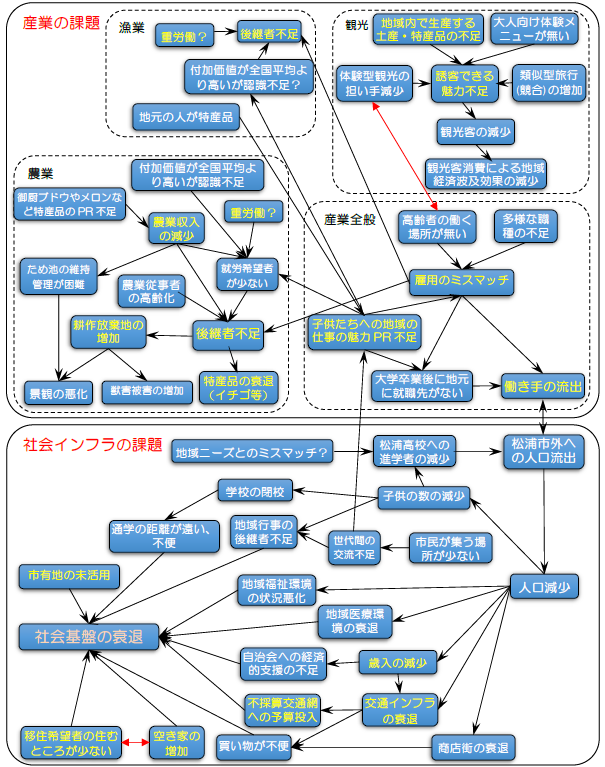 産業の課題
漁業
重労働？
後継者不足
付加価値が全国平均よ
り高いが認識不足？
地元の人が特産品
観光
地域内で生産する
土産・特産品の不足
大人向け体験メ
ニューが無い
体験型観光の
担い手減少
誘客できる
魅力不足
類似型旅行
(競合)の増加
観光客の減少
観光客消費による地域
経済波及効果の減少
農業
付加価値が全国平均よ
り高いが認識不足
御厨ブドウやメロンな
ど特産品のＰＲ不足
農業収入
の減少
重労働？
ため池の維持
管理が困難
農業従事者
の高齢化
就労希望者
が少ない
耕作放棄地の
増加
後継者不足
景観の悪化
獣害被害の増加
特産品の衰退
（イチゴ等）
産業全般
高齢者の働く
場所が無い
多様な職
種の不足
雇用のミスマッチ
子供たちへの地域の
仕事の魅力ＰＲ不足
大学卒業後に地元
に就職先がない
働き手の流出
社会インフラの課題
地域ニーズとのミスマッチ？
松浦高校への
進学者の減少
松浦市外へ
の人口流出
学校の閉校
子供の数の減少
通学の距離が遠い、
不便
地域行事の
後継者不足
世代間の
交流不足
市民が集う場
所が少ない
市有地の未活用
地域福祉環境
の状況悪化
人口減少
地域医療環
境の衰退
社会基盤の衰退
自治会への経済
的支援の不足
歳入の減少
不採算交通網
への予算投入
交通インフラ
の衰退
移住希望者の住む
ところが少ない
空き家の
増加
買い物が不便
商店街の衰退